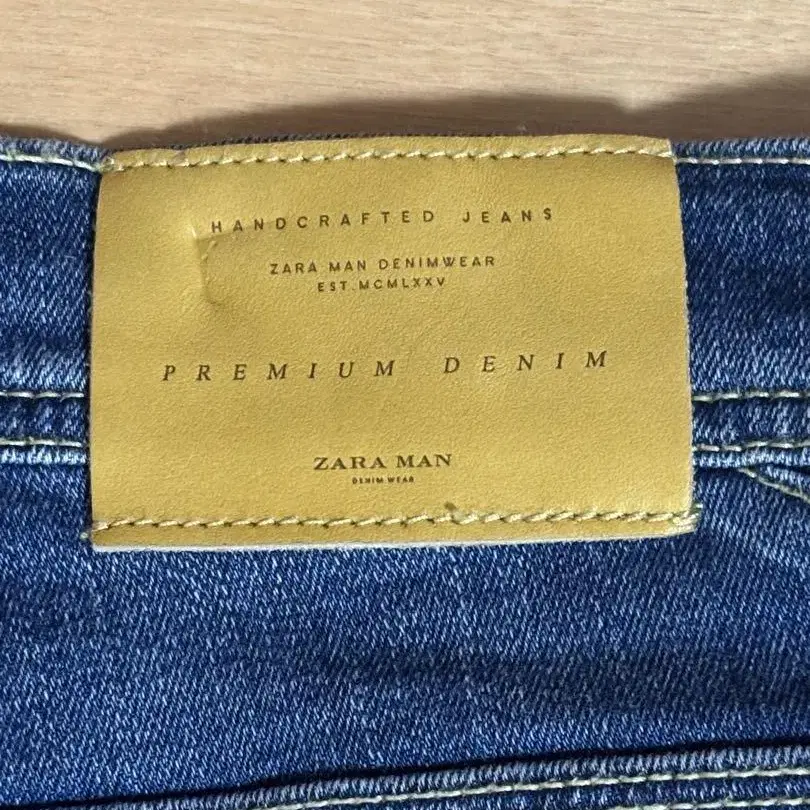 HANDCRAFTED JEANS
ZARA MAN DENIMWEAR
EST.MCMLXXV
PREMIUM DENIM
ZARA MAN
DENIM WEAR